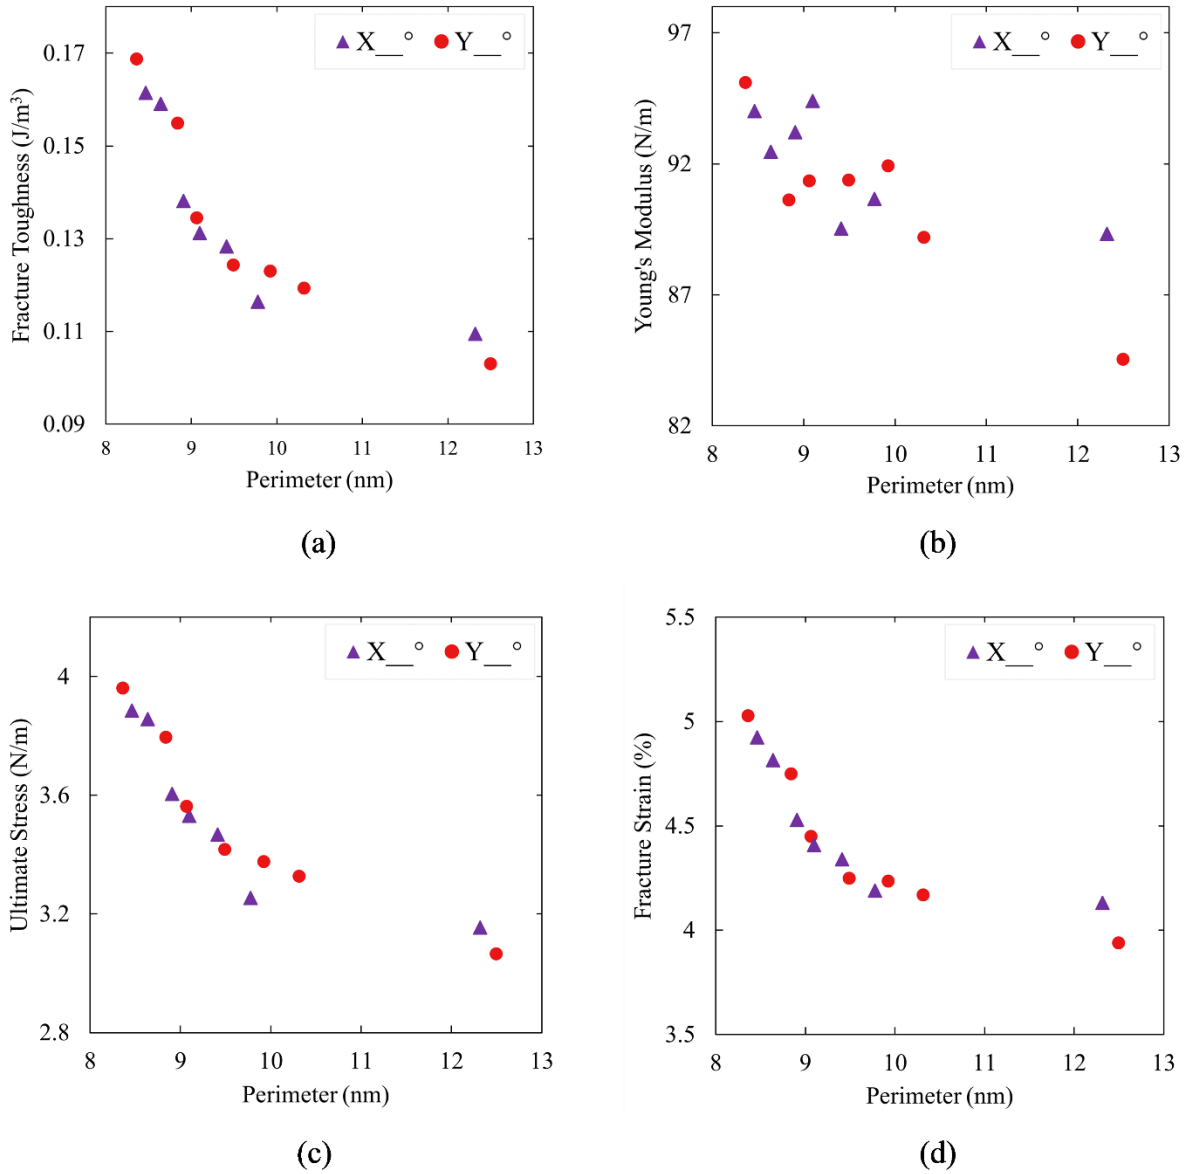 X__° Y__°
0.17
0.15
0.13
0.11
0.09
8 9 10 11 12 13
Fracture Toughness (J/m³)
Perimeter (nm)
(a)
X__° Y__°
97
92
87
82
8 9 10 11 12 13
Young's Modulus (N/m)
Perimeter (nm)
(b)
X__° Y__°
4
3.6
3.2
2.8
8 9 10 11 12 13
Ultimate Stress (N/m)
Perimeter (nm)
(c)
X__° Y__°
5.5
5
4.5
4
3.5
8 9 10 11 12 13
Fracture Strain (%)
Perimeter (nm)
(d)